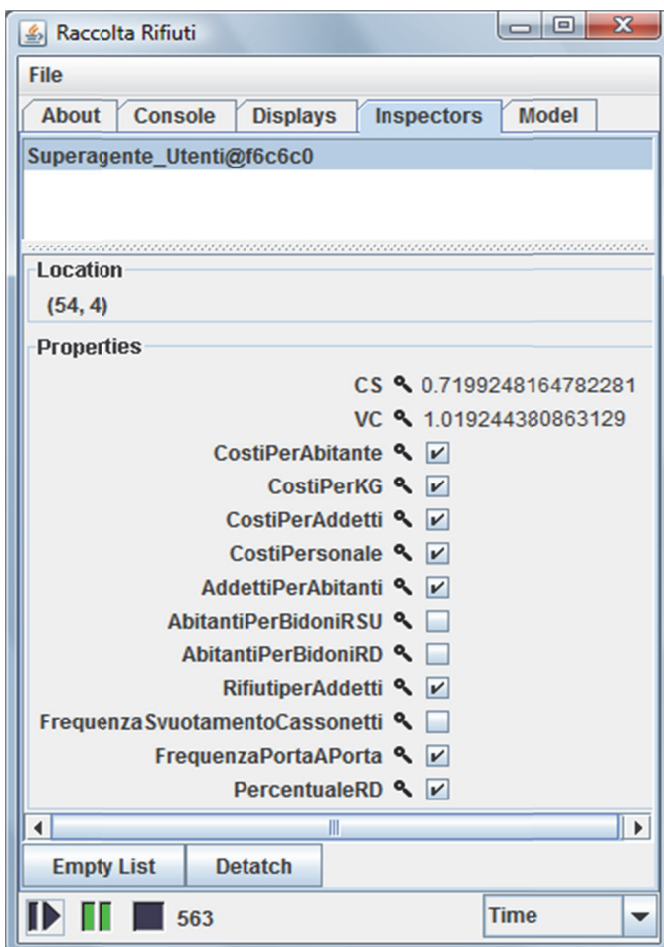 Raccolta Rifiuti
File
About Console Displays Inspectors Model
Superagente_Utenti@f6c6c0
Location
(54, 4)
Properties
CS 0.7199248164782281
VC 1.019244380863129
CostiPerAbitante
CostiPerKG
CostiPerAddetti
CostiPersonale
AddettiPerAbitanti
AbitantiPerBidoniRSU
AbitantiPerBidoniRD
RifiutiperAddetti
FrequenzaSvuotamentoCassonetti
FrequenzaPortaAPorta
PercentualeRD
Empty List Detatch
563 Time